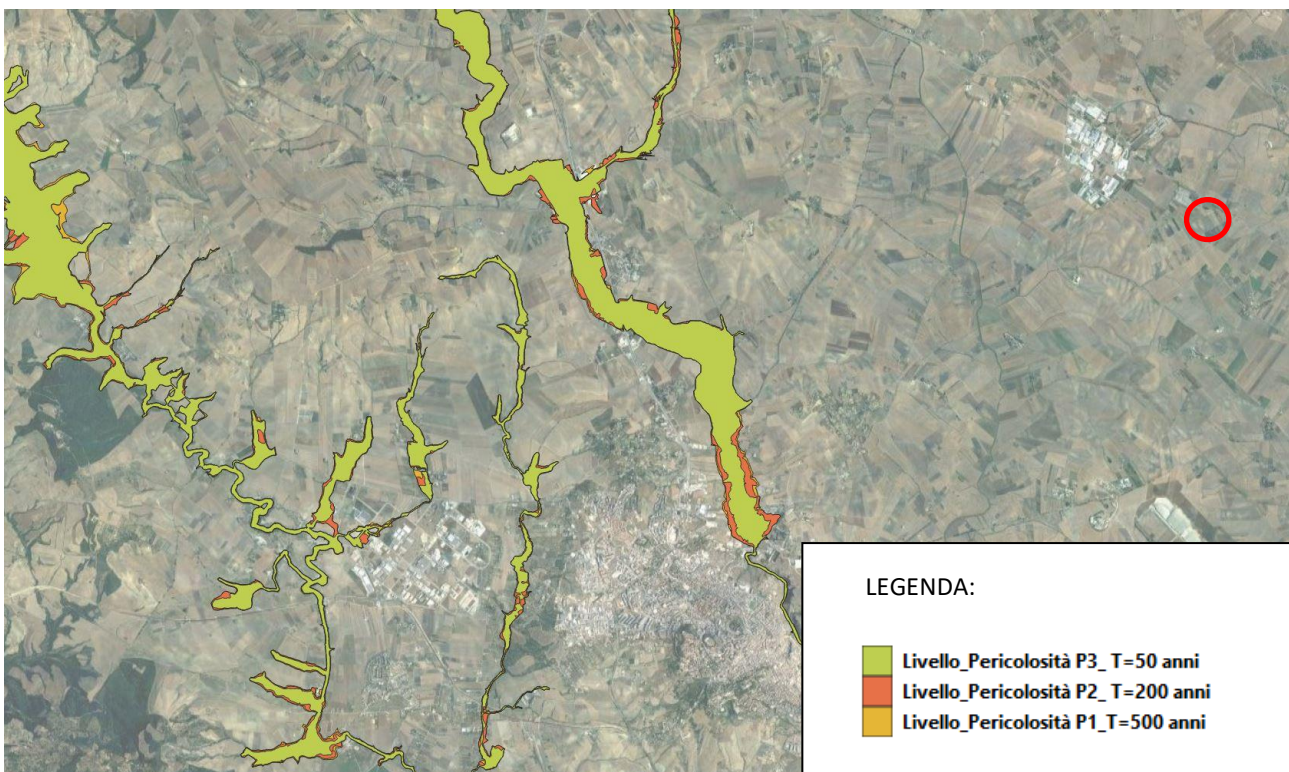 LEGENDA:
Livello_Pericolosità P3_ T=50 anni
Livello_Pericolosità P2_ T=200 anni
Livello_Pericolosità P1_T=500 anni